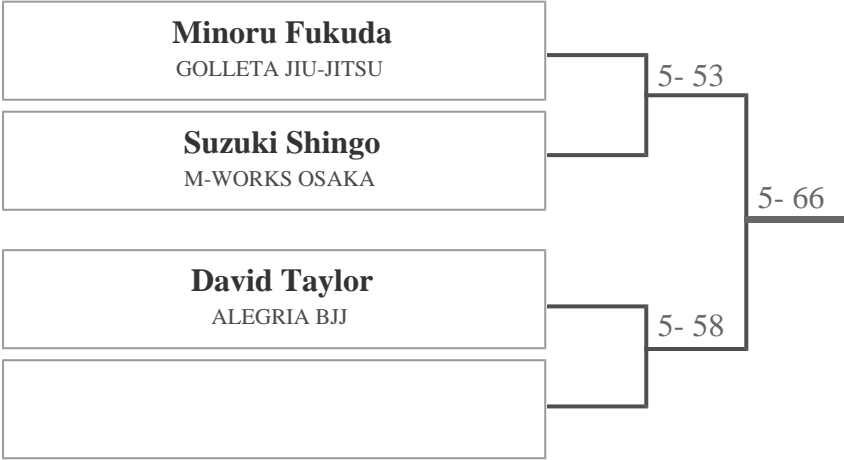 Minoru Fukuda
GOLLETA JIU-JITSU
5- 53
Suzuki Shingo
M-WORKS OSAKA
5- 66
David Taylor
ALEGRIA BJJ
5- 58